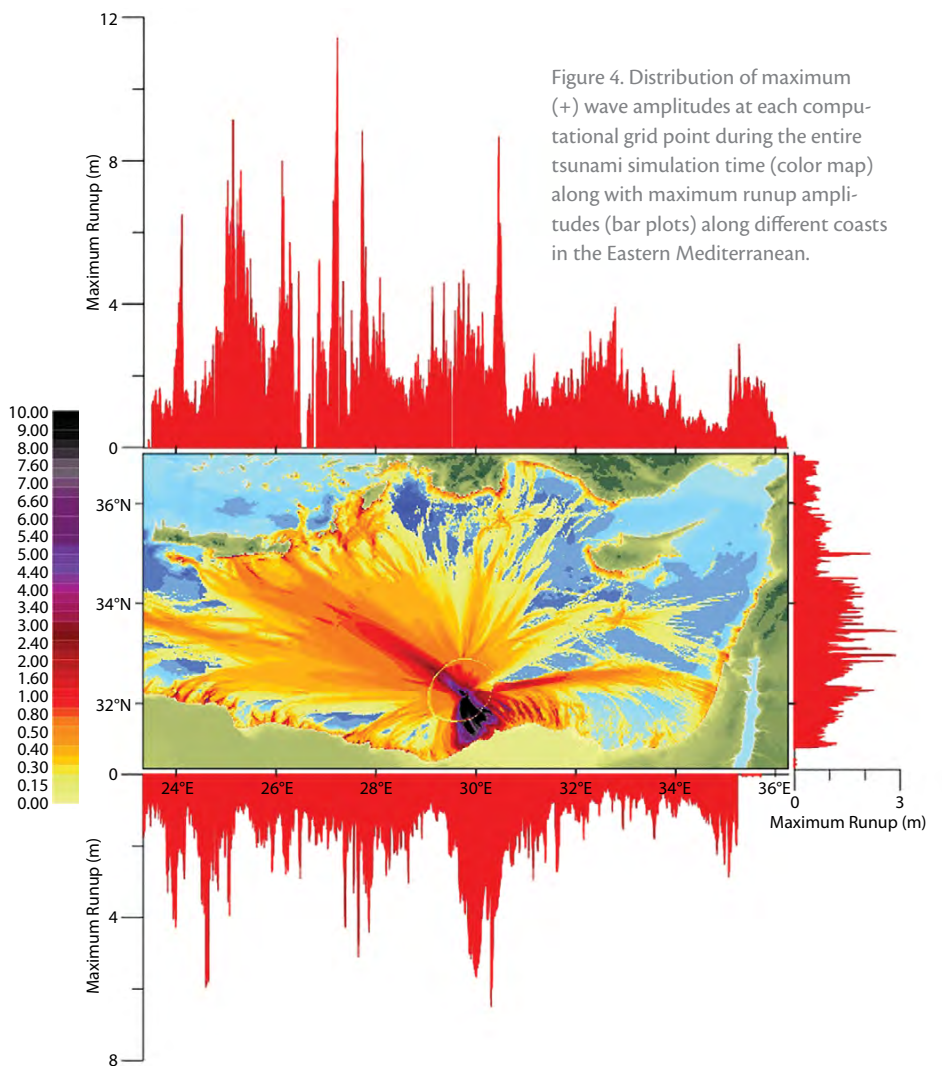 12
8
4
0
Maximum Runup (m)
Figure 4. Distribution of maximum
(+) wave amplitudes at each compu-
tational grid point during the entire
tsunami simulation time (color map)
along with maximum runup ampli-
tudes (bar plots) along different coasts
in the Eastern Mediterranean.
10.00
9.00
8.00
7.60
7.00
6.60
6.00
5.40
5.00
4.40
4.00
3.40
3.00
2.40
2.00
1.60
1.00
0.80
0.50
0.40
0.30
0.15
0.00
36°N
34°N
32°N
24°E 26°E 28°E 30°E 32°E 34°E 36°E
0 3
Maximum Runup (m)
0
4
8
Maximum Runup (m)